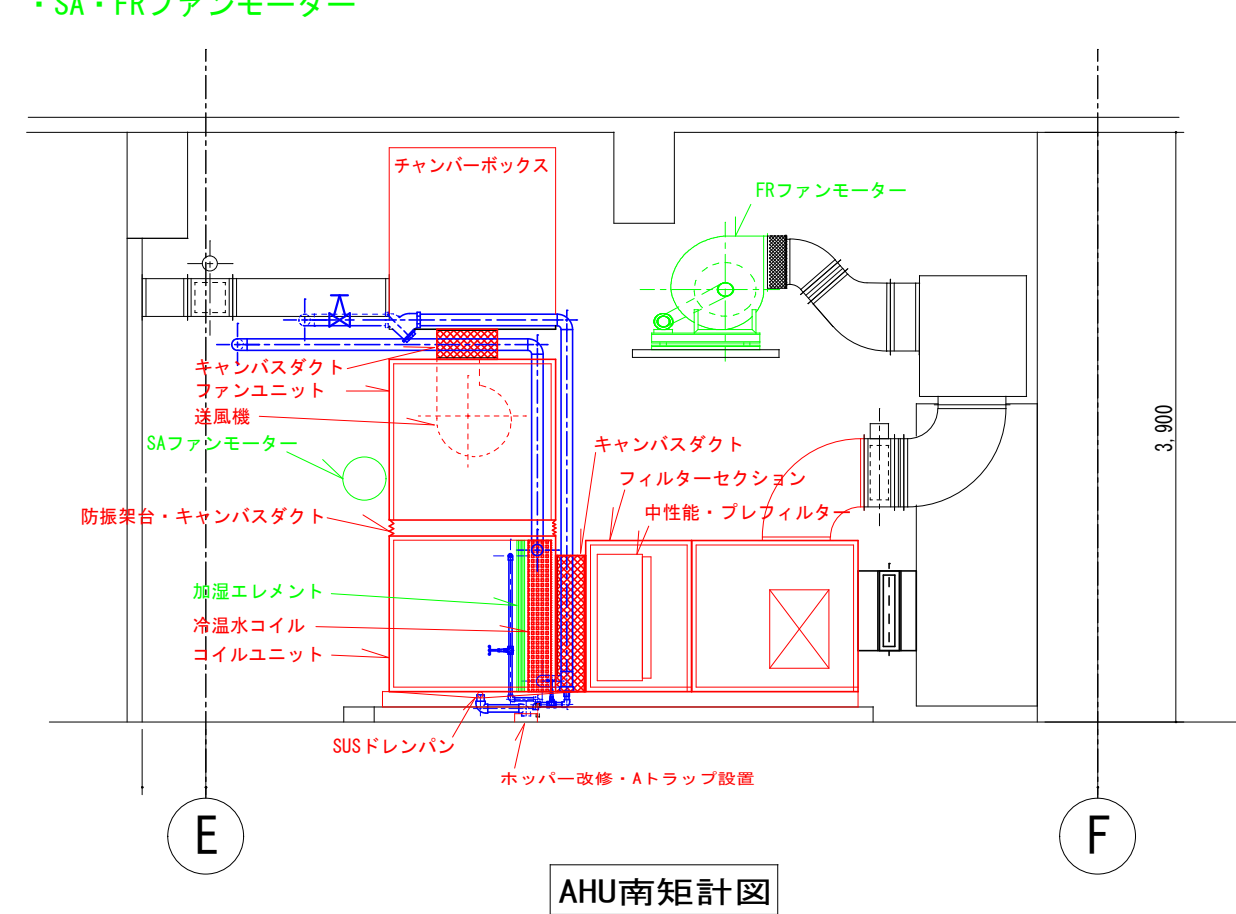 ・SA・FRファンモーター
チャンバーボックス
FRファンモーター
キャンバスダクト
ファンユニット
送風機
SAファンモーター
キャンバスダクト
フィルターセクション
中性能・プレフィルター
防振架台・キャンバスダクト
加湿エレメント
冷温水コイル
コイルユニット
SUSドレンパン
ホッパー改修・Aトラップ設置
3,900
E
F
AHU南矩計図